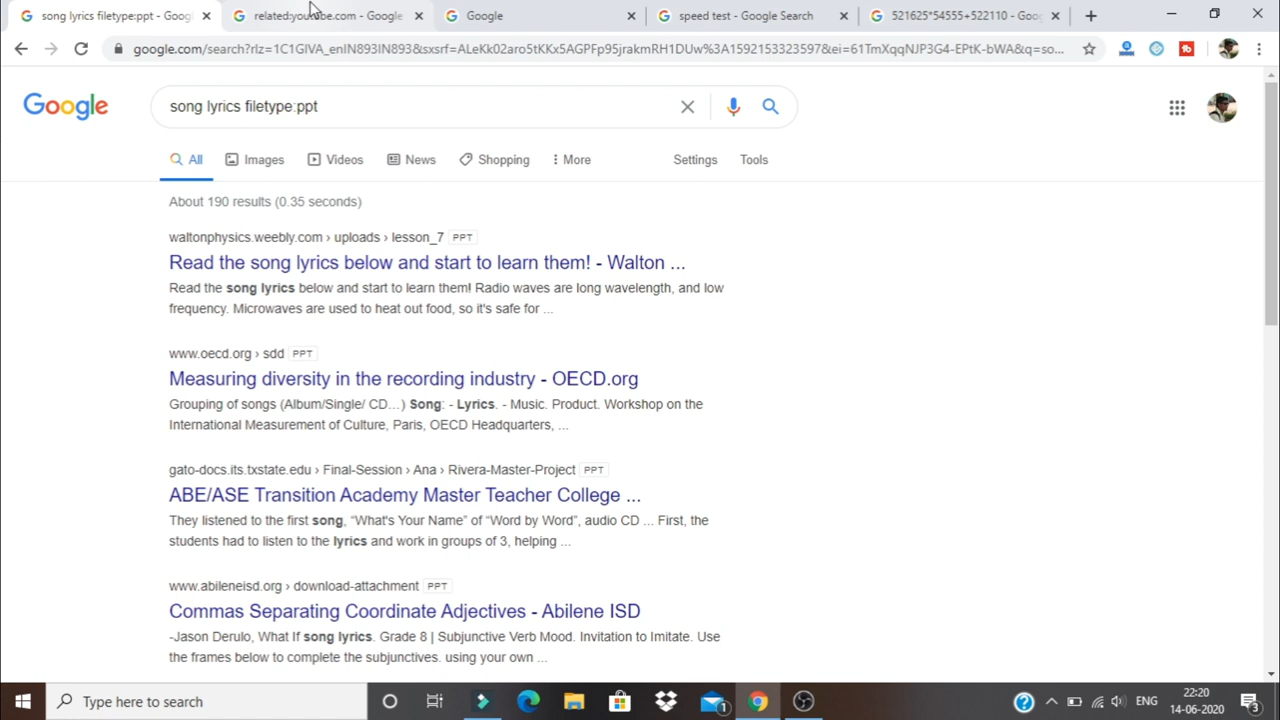 song lyrics filetype:ppt - Googl
related:youtube.com - Google
Google
speed test - Google Search
521625*54555+522110 - Goog
google.com/search?rlz=1C1GIVA_enIN893IN893&sxsrf=ALeKk02aro5tKKx5AGPFp95jrakmRH1DUw%3A1592153323597&ei=61TmXqqNJP3G4-EPtK-bWA&q=so...
Google
song lyrics filetype:ppt
All
Images
Videos
News
Shopping
More
Settings
Tools
About 190 results (0.35 seconds)
waltonphysics.weebly.com › uploads › lesson_7 PPT
Read the song lyrics below and start to learn them! - Walton ...
Read the song lyrics below and start to learn them! Radio waves are long wavelength, and low
frequency. Microwaves are used to heat out food, so it's safe for ...
www.oecd.org › sdd PPT
Measuring diversity in the recording industry - OECD.org
Grouping of songs (Album/Single/ CD...) Song: - Lyrics. - Music. Product. Workshop on the
International Measurement of Culture, Paris, OECD Headquarters, ...
gato-docs.its.txstate.edu › Final-Session › Ana › Rivera-Master-Project PPT
ABE/ASE Transition Academy Master Teacher College ...
They listened to the first song, “What's Your Name” of “Word by Word”, audio CD ... First, the
students had to listen to the lyrics and work in groups of 3, helping ...
www.abileneisd.org › download-attachment PPT
Commas Separating Coordinate Adjectives - Abilene ISD
-Jason Derulo, What If song lyrics. Grade 8 | Subjunctive Verb Mood. Invitation to Imitate. Use
the frames below to complete the subjunctives. using your own ...
Type here to search
1
ENG
22:20
14-06-2020
3